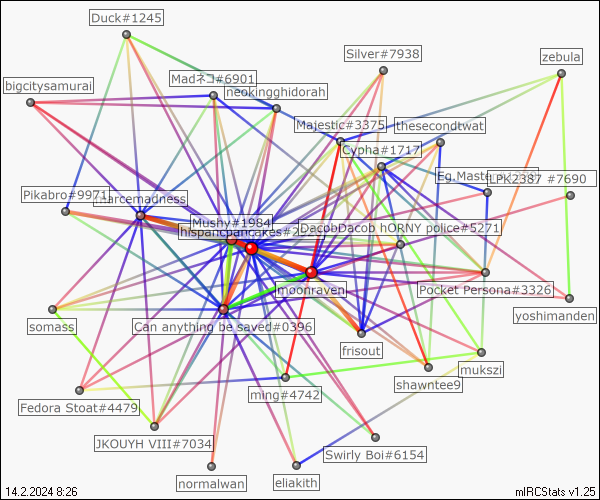 Duck#1245
Silver#7938
zebula
bigcitysamurai
Madネコ#6901
neokingghidorah
Majestic#3375
thesecondtwat
Cypha#1717
Eg.Maste
LPK2387 #7690
Pikabro#9971
marcemadness
Mushy#1984
hispanicpancakes#2
DacobDacob hORNY police#5271
moonraven
Pocket Persona#3326
yoshimanden
somass
Can anything be saved#0396
frisout
mukszi
shawntee9
Fedora Stoat#4479
ming#4742
JKOUYH VIII#7034
Swirly Boi#6154
normalwan
eliakith
14.2.2024 8:26
mIRCStats v1.25